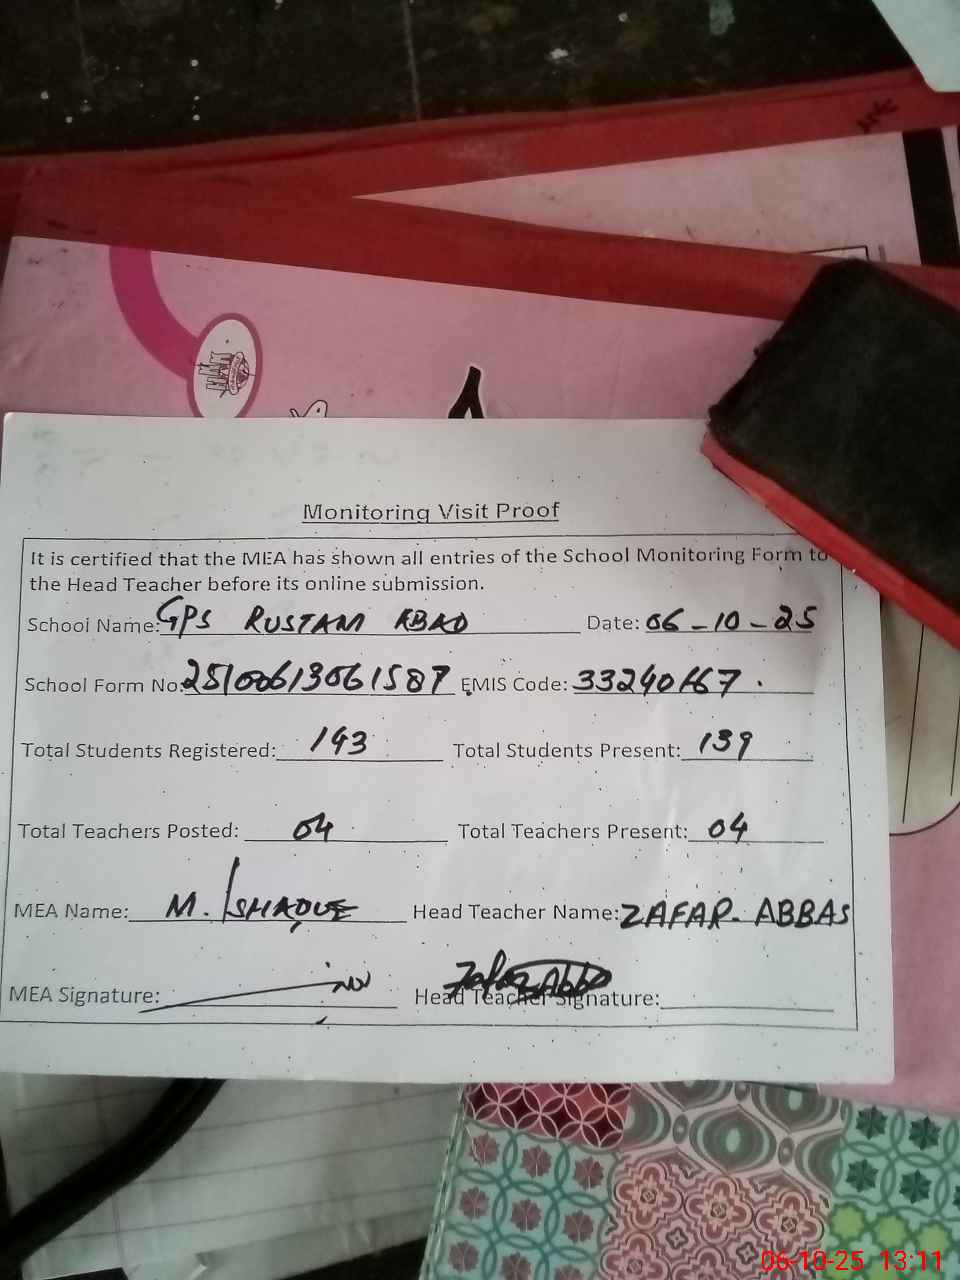 Monitoring Visit Proof
It is certified that the MEA has shown all entries of the School Monitoring Form to
the Head Teacher before its online submission.
School Name: GPS RUSTAM ABAD Date: 06-10-25
School Form No: 25100613061587 EMIS Code: 33240167.
Total Students Registered: 143 Total Students Present: 139
Total Teachers Posted: 04 Total Teachers Present: 04
MEA Name: M. ISHAQUE Head Teacher Name: ZAFAR. ABBAS
MEA Signature: Head Teacher Signature: Zafar Abbas
06-10-25 13:11